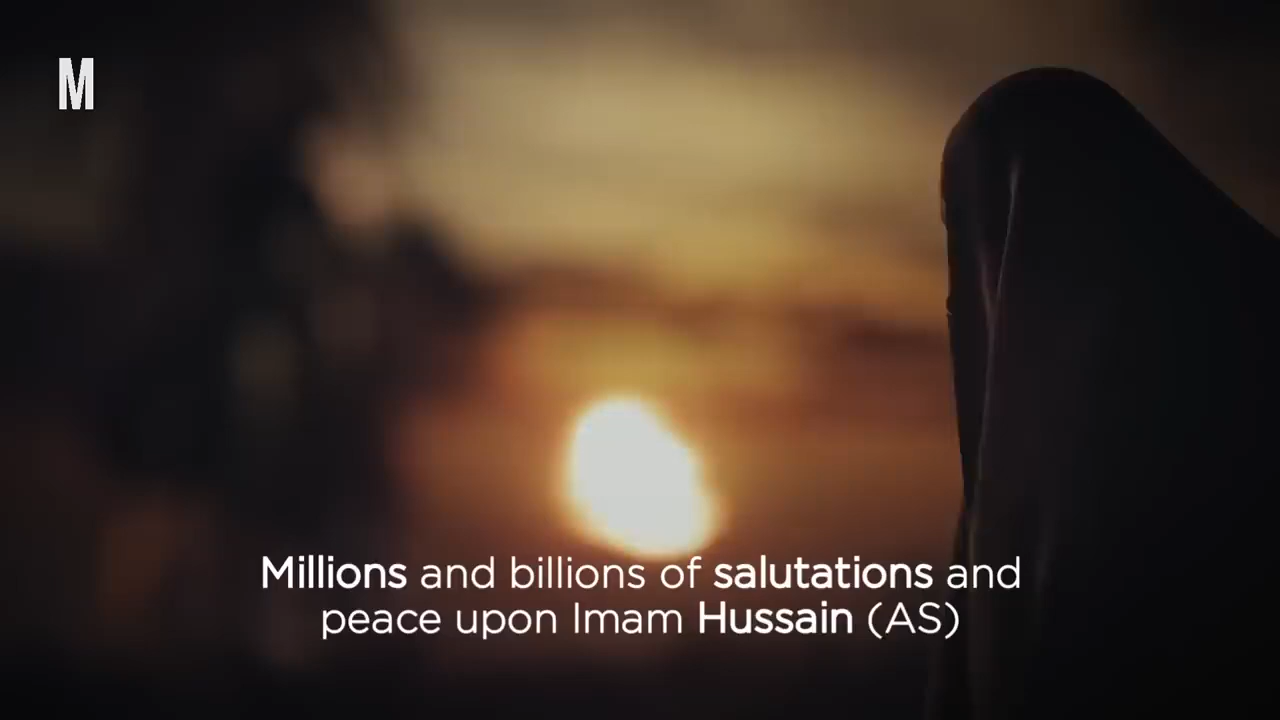 M
Millions and billions of salutations and
peace upon Imam Hussain (AS)